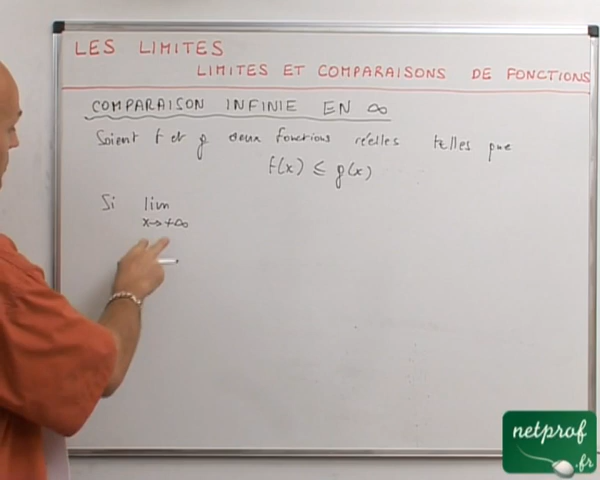 LES LIMITES
LIMITES ET COMPARAISONS DE FONCTIONS
COMPARAISON INFINIE EN ∞
Soient f et g deux fonctions réelles telles que
f(x) ≤ g(x)
Si lim
x→+∞
netprof
.fr